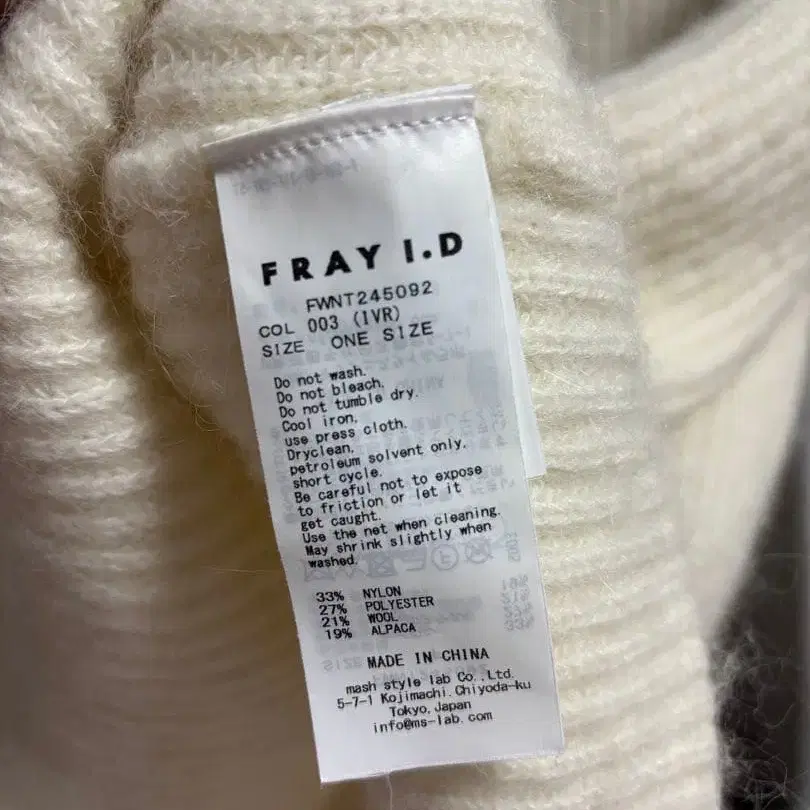 FRAY I.D
FWNT245092
COL 003 (IVR)
SIZE ONE SIZE
Do not wash.
Do not bleach.
Do not tumble dry.
Cool iron.
use press cloth.
Dryclean.
petroleum solvent only.
short cycle.
Be careful not to expose
to friction or let it
get caught.
Use the net when cleaning.
May shrink slightly when
washed.
33% NYLON
27% POLYESTER
21% WOOL
19% ALPACA
MADE IN CHINA
mash style lab Co.,Ltd.
5-7-1 Kojimachi.Chiyoda-ku
Tokyo,Japan
info@ms-lab.com